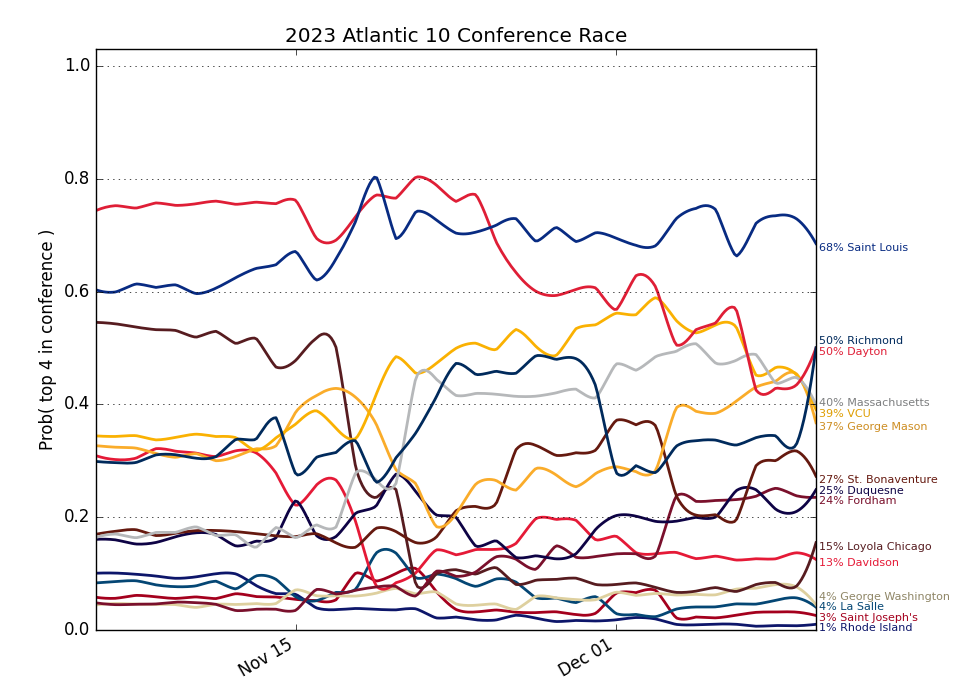 2023 Atlantic 10 Conference Race
Prob( top 4 in conference )
1.0
0.8
0.6
0.4
0.2
0.0
Nov 15
Dec 01
68% Saint Louis
50% Richmond
50% Dayton
40% Massachusetts
39% VCU
37% George Mason
27% St. Bonaventure
25% Duquesne
24% Fordham
15% Loyola Chicago
13% Davidson
4% George Washington
4% La Salle
3% Saint Joseph's
1% Rhode Island